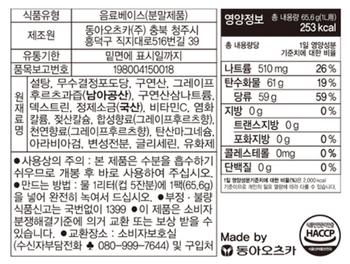 식품유형 음료베이스(분말제품)
제조원 동아오츠카(주) 충북 청주시
흥덕구 직지대로516번길 39
유통기한 밑면에 표시일까지
품목보고번호 198004150018
원재료명
설탕, 무수결정포도당, 구연산, 그레이프
후르츠과즙(남아공산), 구연산삼나트륨,
덱스트린, 정제소금(국산), 비타민C, 염화
칼륨, 젖산칼슘, 합성향료(그레이프후르츠향),
천연향료(그레이프후르츠향), 탄산마그네슘,
아라비아검, 변성전분, 글리세린, 유화제
●사용상의 주의 : 본 제품은 수분을 흡수하기
쉬우므로 개봉 후 바로 사용하여 주십시오.
●만드는 방법 : 물 1리터(컵 5잔분)에 1팩(65.6g)
을 넣어 완전히 녹여서 드십시오. ●부정·불량
식품신고는 국번없이 1399 ●이 제품은 소비자
분쟁해결기준에 의거 교환 또는 보상 받을 수
있습니다. ●교환장소 : 소비자보호실
(수신자부담전화 ☎ 080-999-7654) 및 구입처
영양정보 총 내용량 65.6g(1L용)
253 kcal
총 내용량당 1일 영양성분
기준치에 대한 비율
나트륨 510 mg 26 %
탄수화물 61 g 19 %
당류 59 g 59 %
지방 0 g 0 %
트랜스지방 0 g
포화지방 0 g 0 %
콜레스테롤 0 mg 0 %
단백질 0 g 0 %
1일 영양성분 기준치에 대한 비율(%)은 2,000 kcal
기준이므로 개인의 필요 열량에 따라 다를 수 있습니다.
Made by
동아오츠카
안전관리인증
HACCP
식품의약품안전처